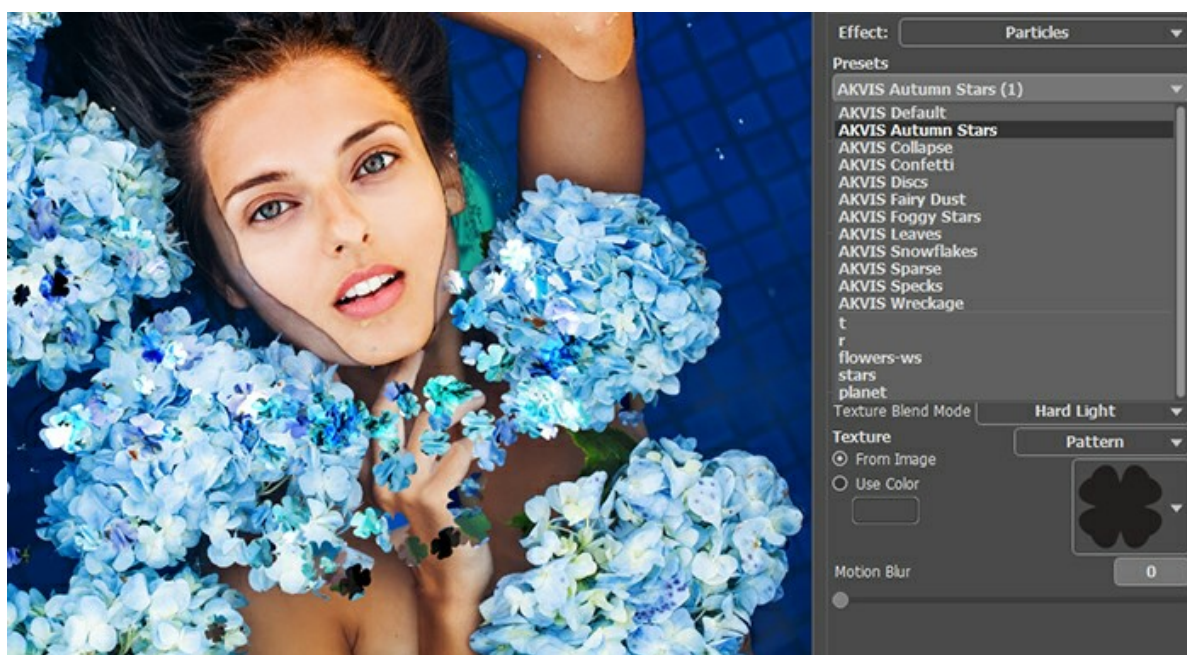 Effect: Particles
Presets
AKVIS Autumn Stars (1)
AKVIS Default
AKVIS Autumn Stars
AKVIS Collapse
AKVIS Confetti
AKVIS Discs
AKVIS Fairy Dust
AKVIS Foggy Stars
AKVIS Leaves
AKVIS Snowflakes
AKVIS Sparse
AKVIS Specks
AKVIS Wreckage
t
r
flowers-ws
stars
planet
Texture Blend Mode Hard Light
Texture Pattern
From Image
Use Color
Motion Blur 0